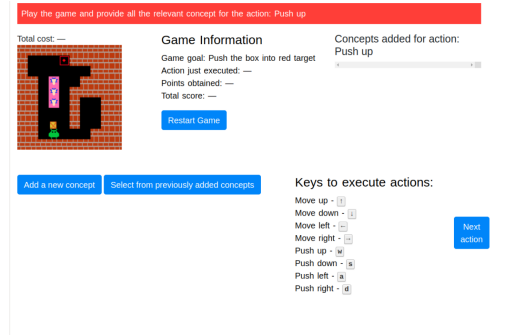 Play the game and provide all the relevant concept for the action: Push up
Total cost: —
Game Information
Game goal: Push the box into red target
Action just executed: —
Points obtained: —
Total score: —
Restart Game
Concepts added for action:
Push up
Add a new concept
Select from previously added concepts
Keys to execute actions:
Move up - ↑
Move down - ↓
Move left - ←
Move right - →
Push up - w
Push down - s
Push left - a
Push right - d
Next
action